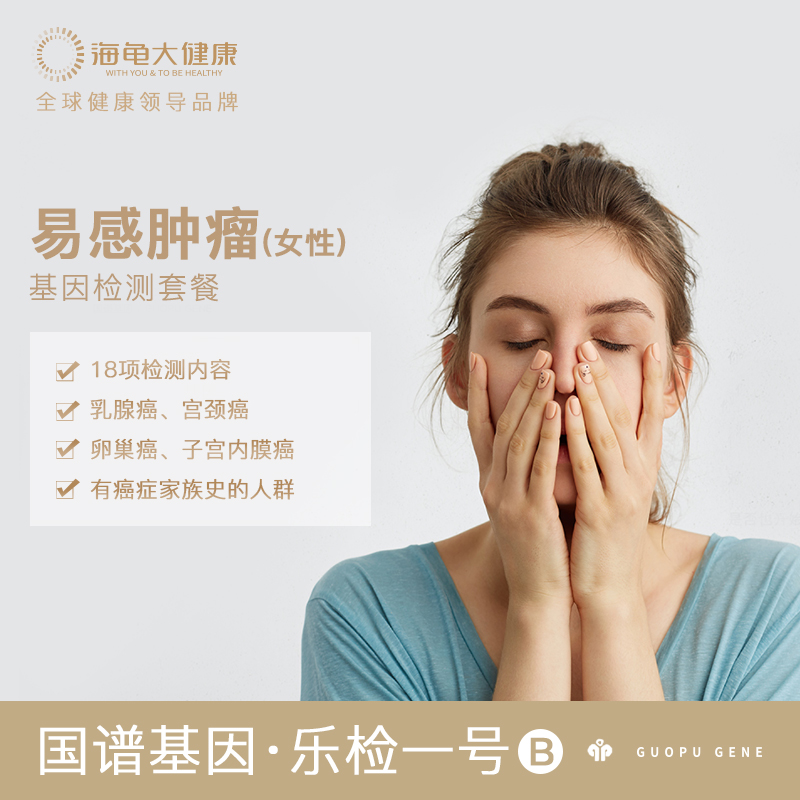 海龟大健康
WITH YOU & TO BE HEALTHY
全球健康领导品牌
易感肿瘤(女性)
基因检测套餐
18项检测内容
乳腺癌、宫颈癌
卵巢癌、子宫内膜癌
有癌症家族史的人群
国谱基因·乐检一号B
GUOPU GENE